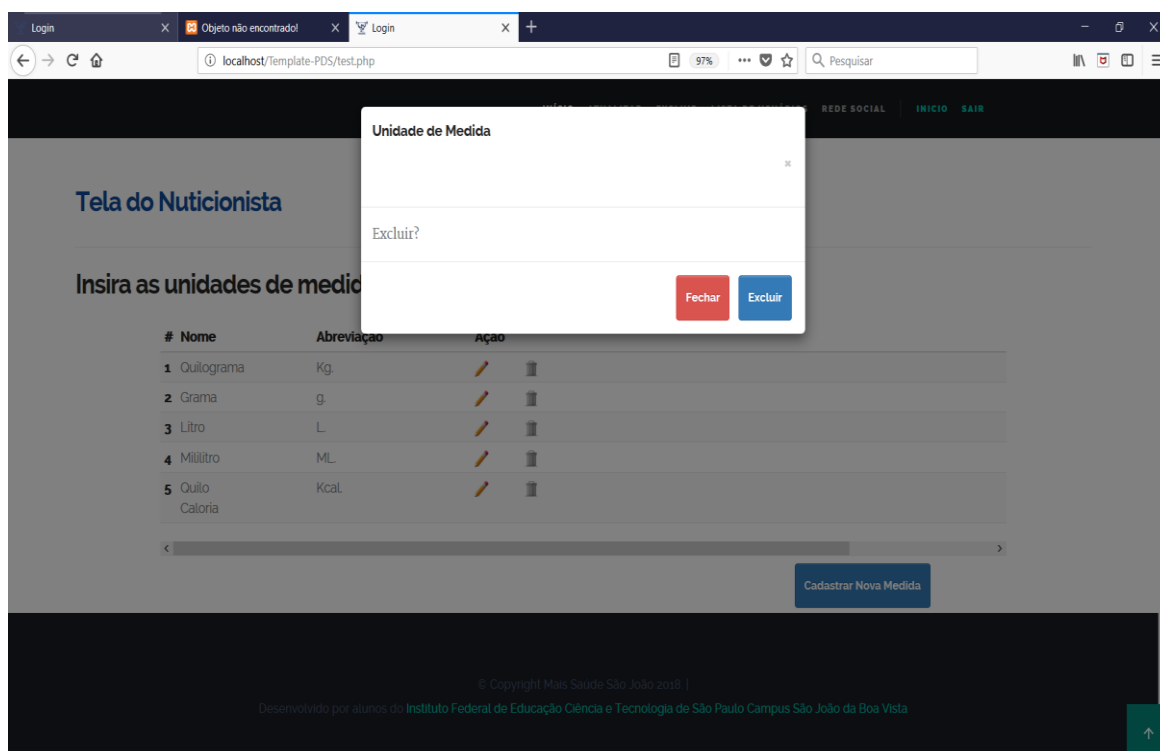 Login
Objeto não encontrado!
Login
localhost/Template-PDS/test.php
97%
Pesquisar
REDE SOCIAL
INICIO SAIR
Unidade de Medida
Tela do Nuticionista
Excluir?
Insira as unidades de medid
Fechar Excluir
# Nome Abreviação Ação
1 Quilograma Kg.
2 Grama g.
3 Litro L.
4 Mililitro ML.
5 Quilo Kcal.
Caloria
Cadastrar Nova Medida
© Copyright Mais Saude São João 2018. |
Desenvolvido por alunos do Instituto Federal de Educação Ciência e Tecnologia de São Paulo Campus São João da Boa Vista